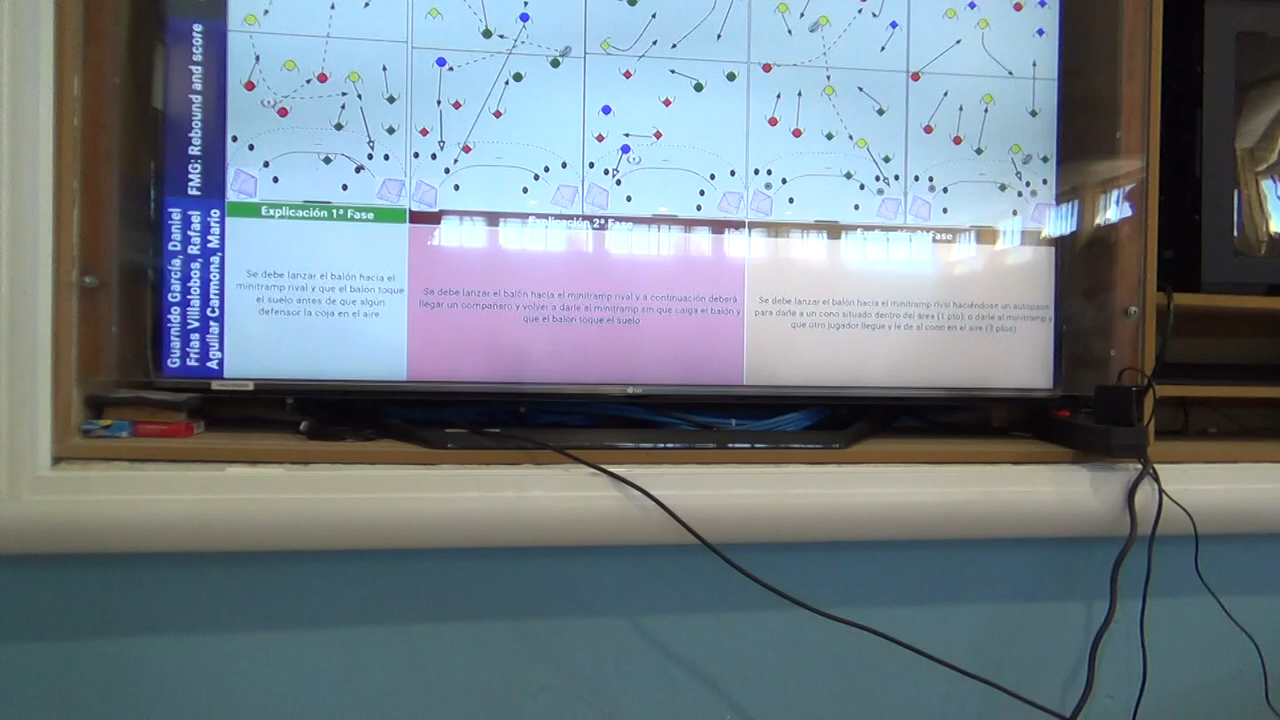 FMG: Rebound and score
Guarnido García, Daniel
Frías Villalobos, Rafael
Aguilar Carmona, Mario
Explicación 1ª Fase
Se debe lanzar el balón hacia el
minitramp rival y que el balón toque
el suelo antes de que algún
defensor la coja en el aire
Explicación 2ª Fase
Se debe lanzar el balón hacia el minitramp rival y a continuación deberá
llegar un compañero y volver a darle al minitramp sin que caiga el balón y
que el balón toque el suelo
Explicación 3ª Fase
Se debe lanzar el balón hacia el minitramp rival haciéndose un autopase
para darle a un cono situado dentro del área (1 pto), o darle al minitramp y
que otro jugador llegue y le de al cono en el aire (3 ptos)
LG